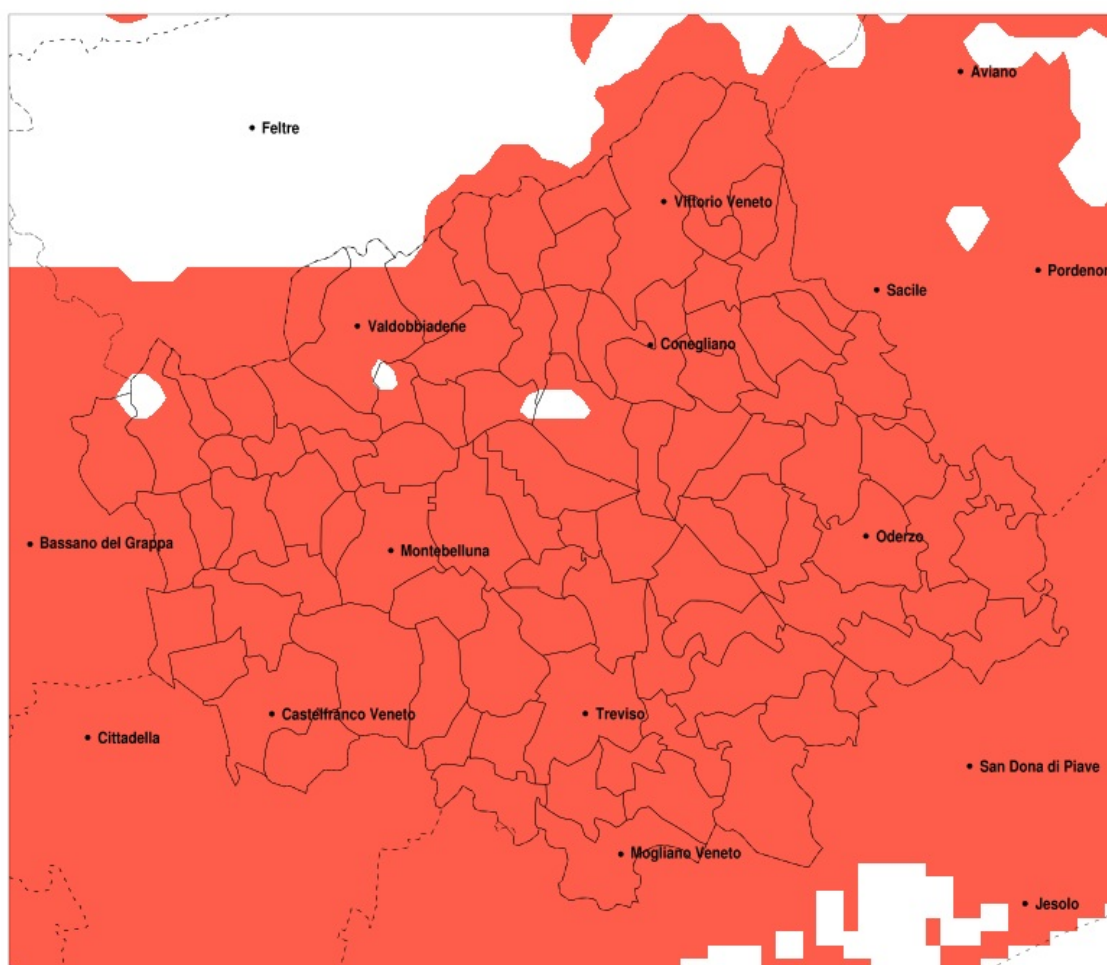 Aviano
Feltre
Vittorio Veneto
Pordenon
Sacile
Valdobbiadene
Conegliano
Bassano del Grappa
Montebelluna
Oderzo
Castelfranco Veneto
Treviso
Cittadella
San Dona di Piave
Mogliano Veneto
Jesolo